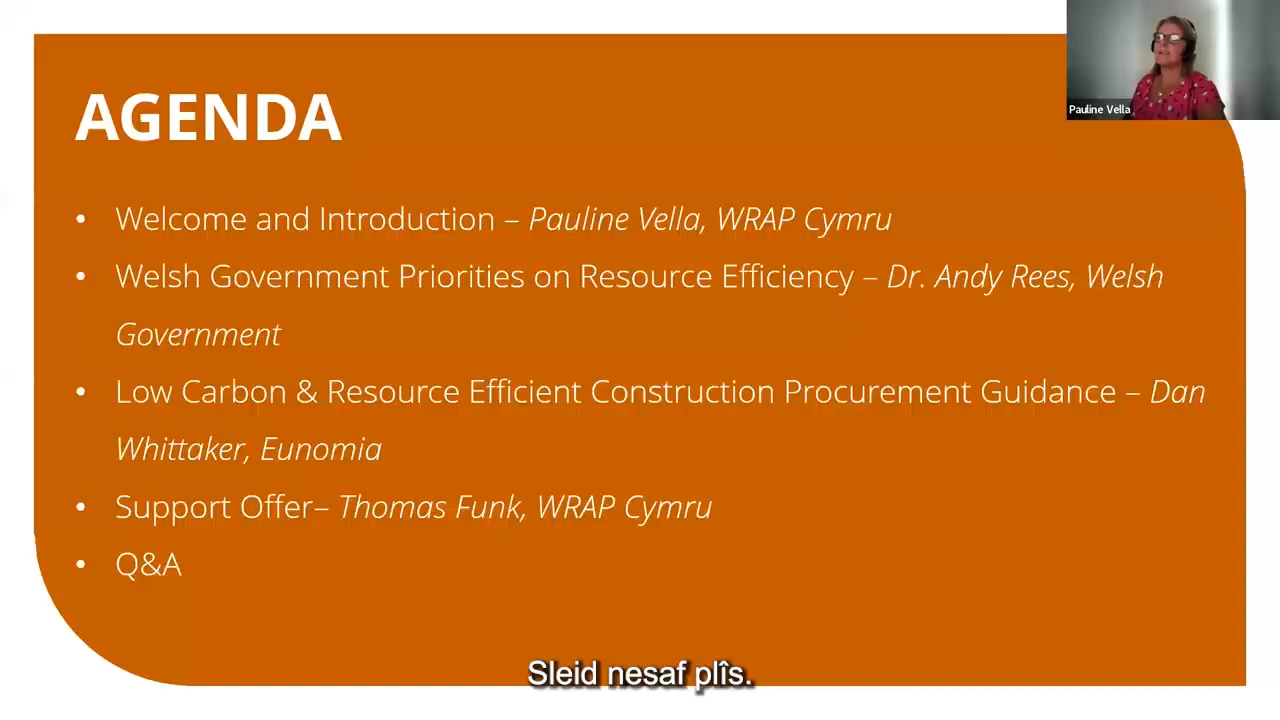 Pauline Vella
AGENDA
• Welcome and Introduction – Pauline Vella, WRAP Cymru
• Welsh Government Priorities on Resource Efficiency – Dr. Andy Rees, Welsh
Government
• Low Carbon & Resource Efficient Construction Procurement Guidance – Dan
Whittaker, Eunomia
• Support Offer– Thomas Funk, WRAP Cymru
• Q&A
Sleid nesaf plîs.